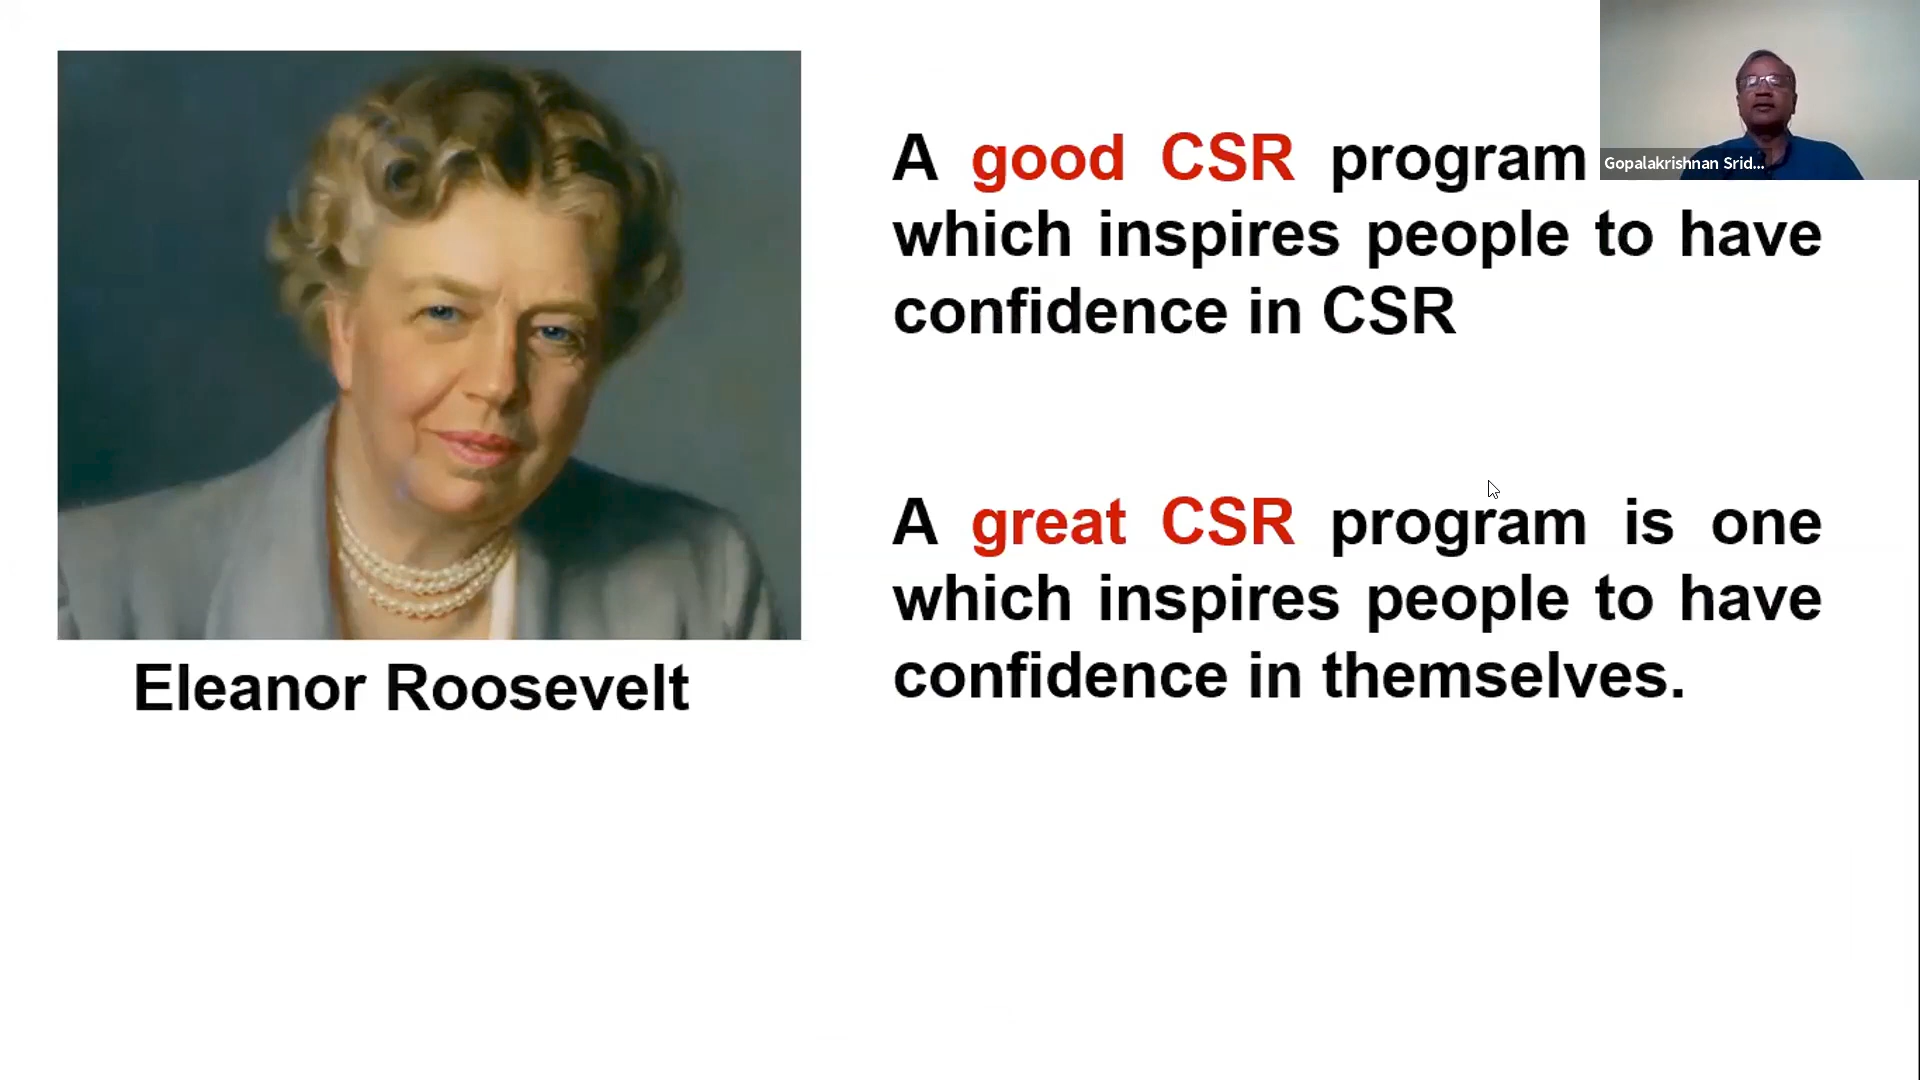 A good CSR program
Gopalakrishnan Srid...
which inspires people to have
confidence in CSR
A great CSR program is one
which inspires people to have
confidence in themselves.
Eleanor Roosevelt